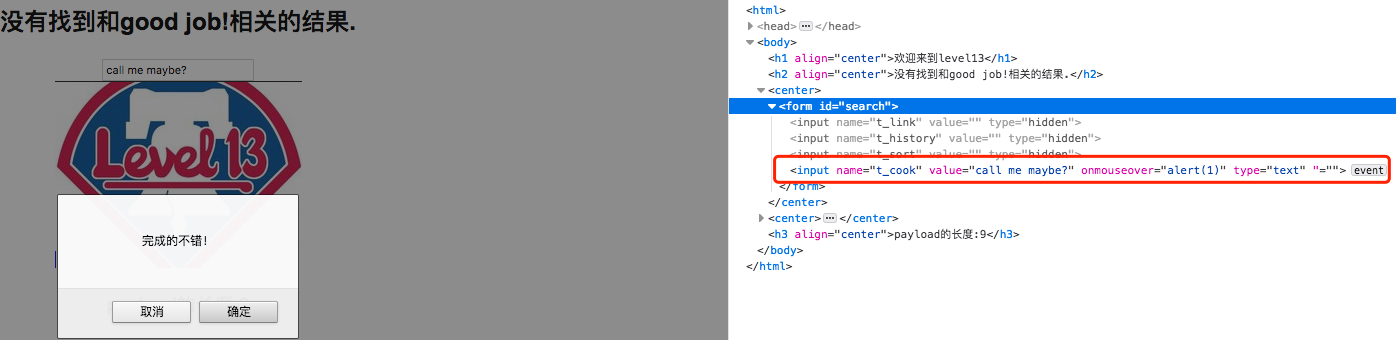 没有找到和good job!相关的结果.
call me maybe?
Level 13
完成的不错!
取消
确定
<html>
<head> ••• </head>
<body>
<h1 align="center">欢迎来到level13</h1>
<h2 align="center">没有找到和good job!相关的结果.</h2>
<center>
<form id="search">
<input name="t_link" value="" type="hidden">
<input name="t_history" value="" type="hidden">
<input name="t_sort" value="" type="hidden">
<input name="t_cook" value="call me maybe?" onmouseover="alert(1)" type="text" "=""> event
</form>
</center>
<center> ••• </center>
<h3 align="center">payload的长度:9</h3>
</body>
</html>